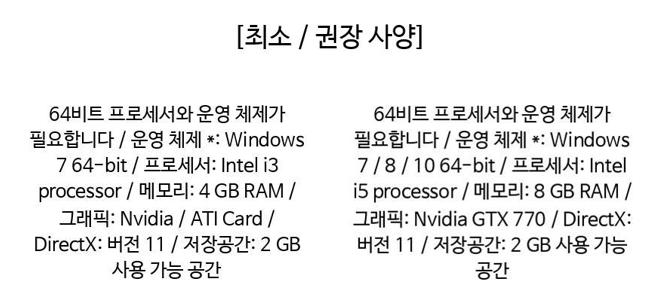 [최소 / 권장 사양]
64비트 프로세서와 운영 체제가
필요합니다 / 운영 체제 *: Windows
7 64-bit / 프로세서: Intel i3
processor / 메모리: 4 GB RAM /
그래픽: Nvidia / ATI Card /
DirectX: 버전 11 / 저장공간: 2 GB
사용 가능 공간
64비트 프로세서와 운영 체제가
필요합니다 / 운영 체제 *: Windows
7 / 8 / 10 64-bit / 프로세서: Intel
i5 processor / 메모리: 8 GB RAM /
그래픽: Nvidia GTX 770 / DirectX:
버전 11 / 저장공간: 2 GB 사용 가능
공간